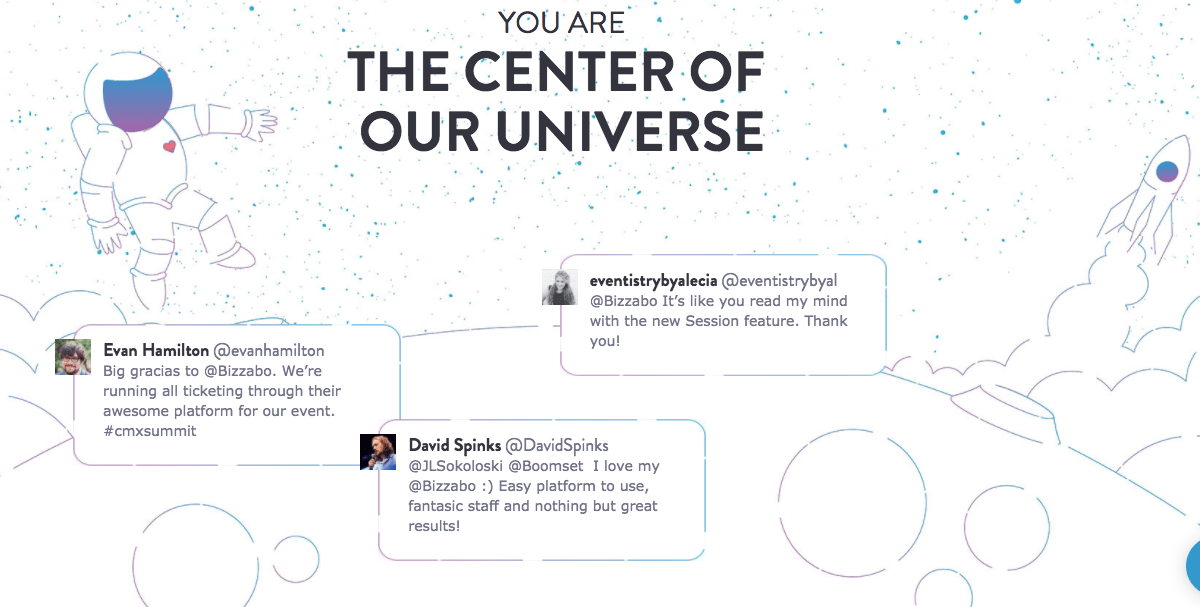 YOU ARE
THE CENTER OF
OUR UNIVERSE
eventistrybyalecia @eventistrybyal
@Bizzabo It’s like you read my mind
with the new Session feature. Thank
you!
Evan Hamilton @evanhamilton
Big gracias to @Bizzabo. We’re
running all ticketing through their
awesome platform for our event.
#cmxsummit
David Spinks @DavidSpinks
@JLSokoloski @Boomset  I love my
@Bizzabo :) Easy platform to use,
fantasic staff and nothing but great
results!